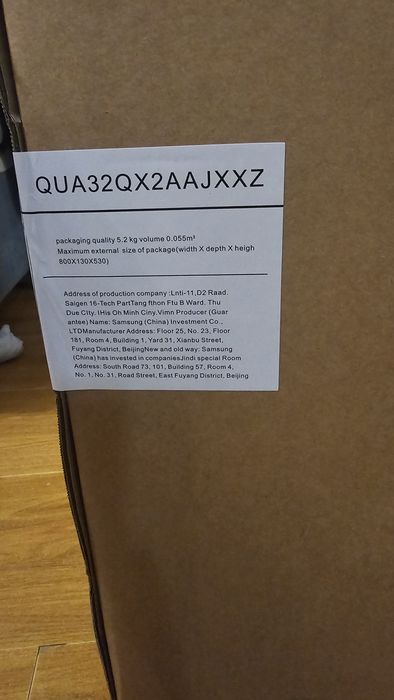 QUA32QX2AAJXXZ
packaging quality 5.2 kg volume 0.055m³
Maximum external size of package(width X depth X heigh
800X130X530)
Address of production company :Lnti-11,D2 Raad.
Saigen 16-Tech PartTang fthon Ftu B Ward. Thu
Due CIty. IHis Oh Minh Ciny.Vimn Producer (Guar
antee) Name: Samsung (China) Investment Co.,
LTDManufacturer Address: Floor 25, No. 23, Floor
181, Room 4, Building 1, Yard 31, Xianbu Street,
Fuyang District, BeijingNew and old way: Samsung
(China) has invested in companiesJindi special Room
Address: South Road 73, 101, Building 57, Room 4,
No. 1, No. 31, Road Street, East Fuyang District, Beijing